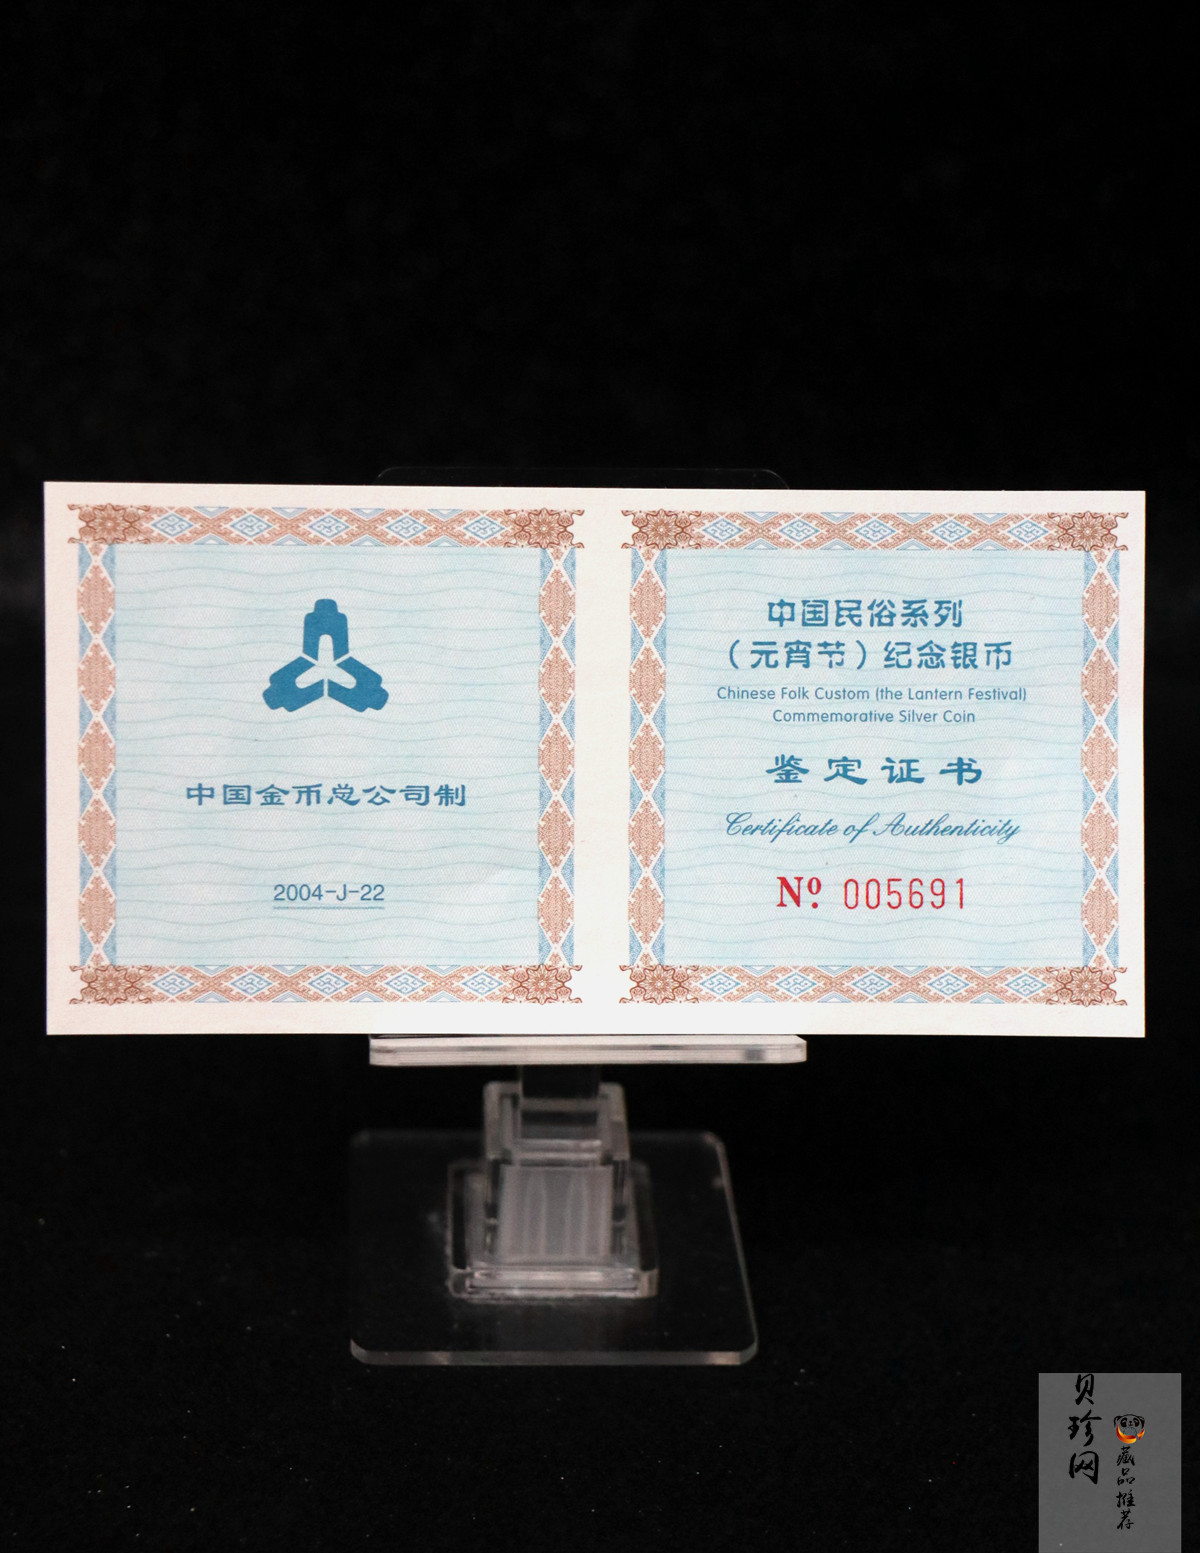 中国金币总公司制
2004-J-22
中国民俗系列
（元宵节）纪念银币
Chinese Folk Custom (the Lantern Festival)
Commemorative Silver Coin
鉴定证书
Certificate of Authenticity
Nº 005691
贝珍网
藏品推荐